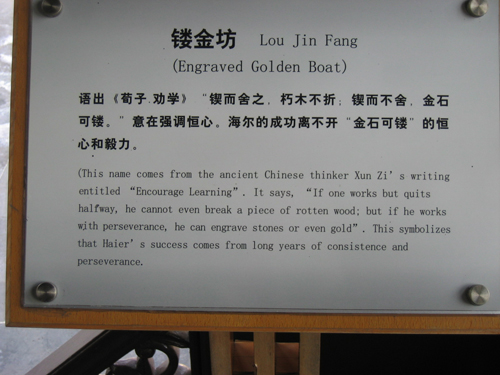 镂金坊 Lou Jin Fang
(Engraved Golden Boat)
语出《荀子.劝学》“锲而舍之，朽木不折；锲而不舍，金石
可镂。”意在强调恒心。海尔的成功离不开“金石可镂”的恒
心和毅力。
(This name comes from the ancient Chinese thinker Xun Zi’s writing
entitled “Encourage Learning”. It says, “If one works but quits
halfway, he cannot even break a piece of rotten wood; but if he works
with perseverance, he can engrave stones or even gold”. This symbolizes
that Haier’s success comes from long years of consistence and
perseverance.